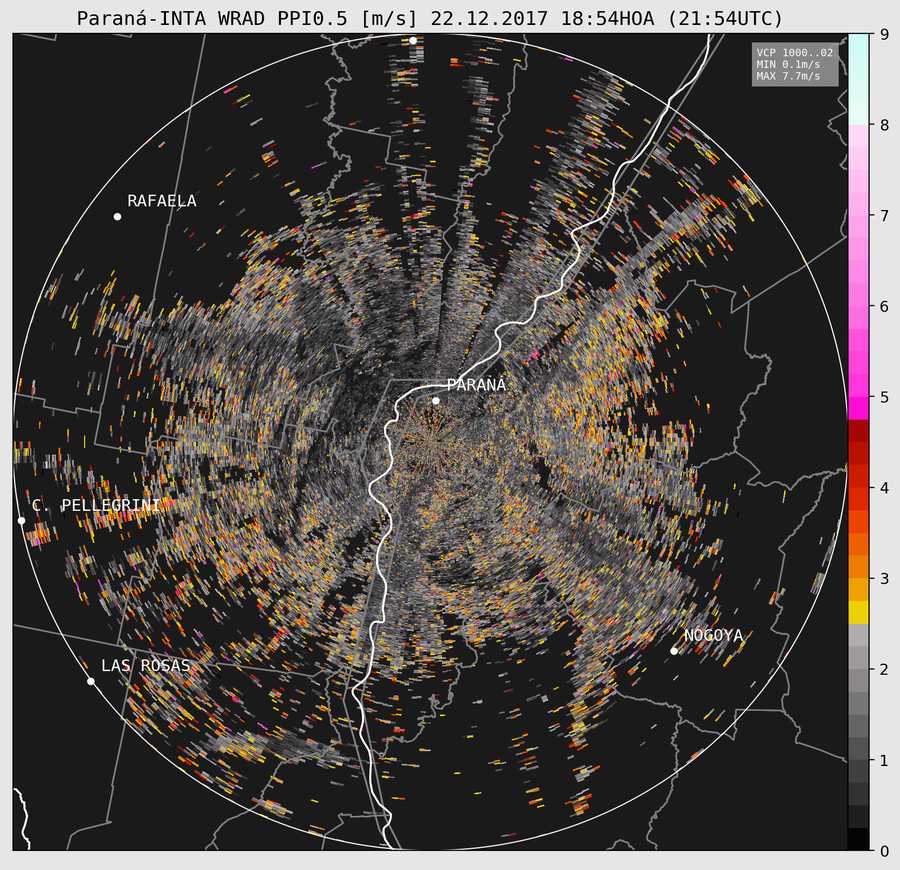 Paraná-INTA WRAD PPI0.5 [m/s] 22.12.2017 18:54HOA (21:54UTC)
VCP 1000..02
MIN 0.1m/s
MAX 7.7m/s
RAFAELA
PARANÁ
C. PELLEGRINI
NOGOYA
LAS ROSAS
9
8
7
6
5
4
3
2
1
0